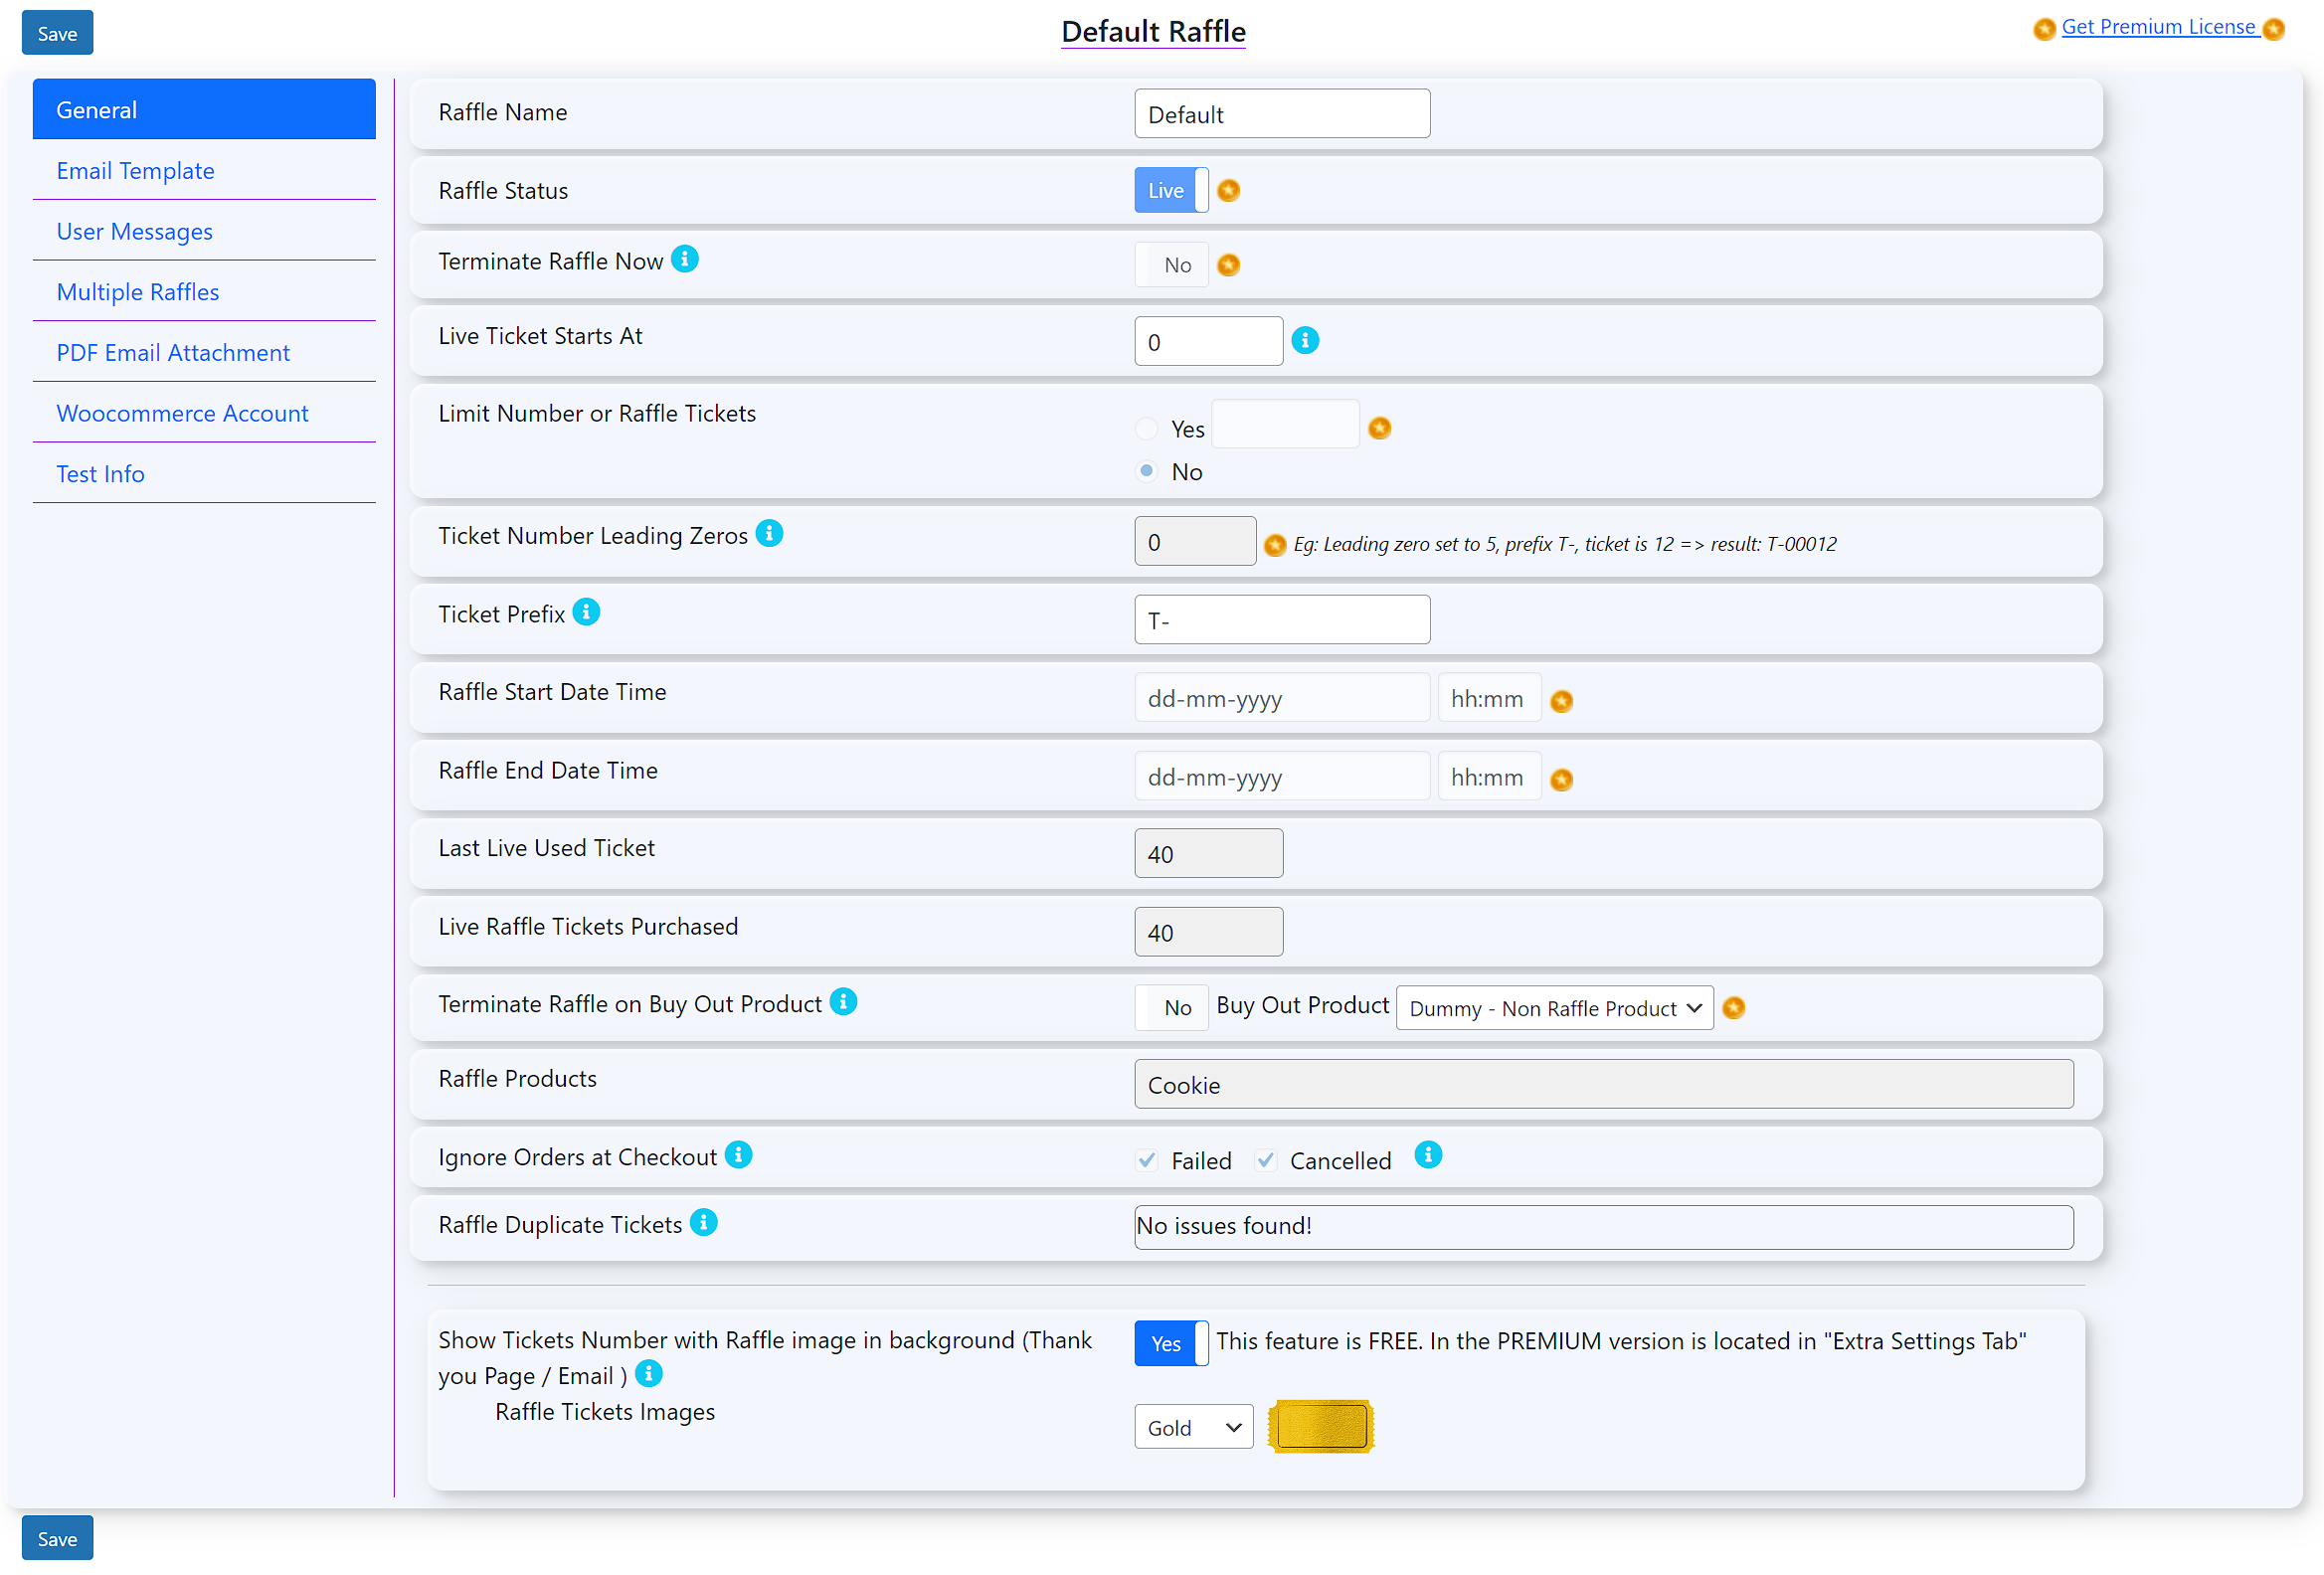 Save
Default Raffle
Get Premium License
General
Email Template
User Messages
Multiple Raffles
PDF Email Attachment
Woocommerce Account
Test Info
Raffle Name
Default
Raffle Status
Live
Terminate Raffle Now
No
Live Ticket Starts At
0
Limit Number or Raffle Tickets
Yes
No
Ticket Number Leading Zeros
0
Eg: Leading zero set to 5, prefix T-, ticket is 12 => result: T-00012
Ticket Prefix
T-
Raffle Start Date Time
dd-mm-yyyy
hh:mm
Raffle End Date Time
dd-mm-yyyy
hh:mm
Last Live Used Ticket
40
Live Raffle Tickets Purchased
40
Terminate Raffle on Buy Out Product
No
Buy Out Product
Dummy - Non Raffle Product
Raffle Products
Cookie
Ignore Orders at Checkout
Failed
Cancelled
Raffle Duplicate Tickets
No issues found!
Show Tickets Number with Raffle image in background (Thank
you Page / Email )
Yes
This feature is FREE. In the PREMIUM version is located in "Extra Settings Tab"
Raffle Tickets Images
Gold
Save